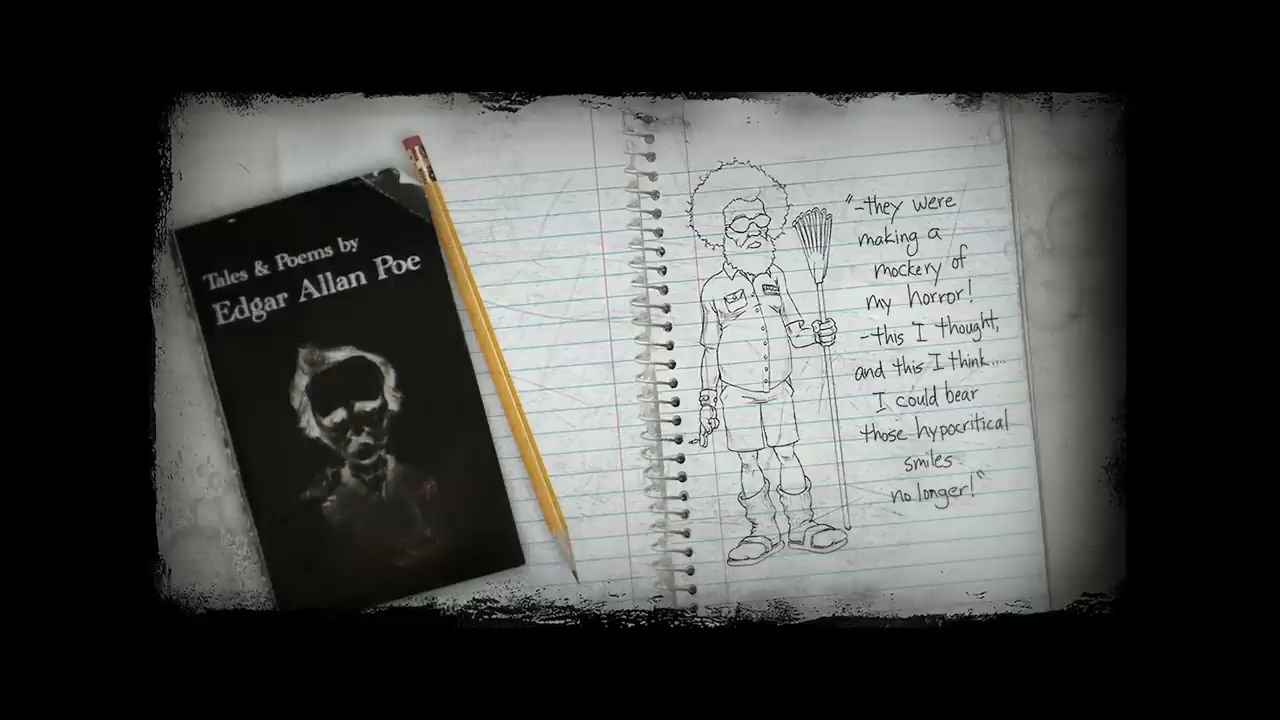 Tales & Poems by
Edgar Allan Poe
"-they were
making a
mockery of
my horror!
-this I thought,
and this I think....
I could bear
those hypocritical
smiles
no longer!"